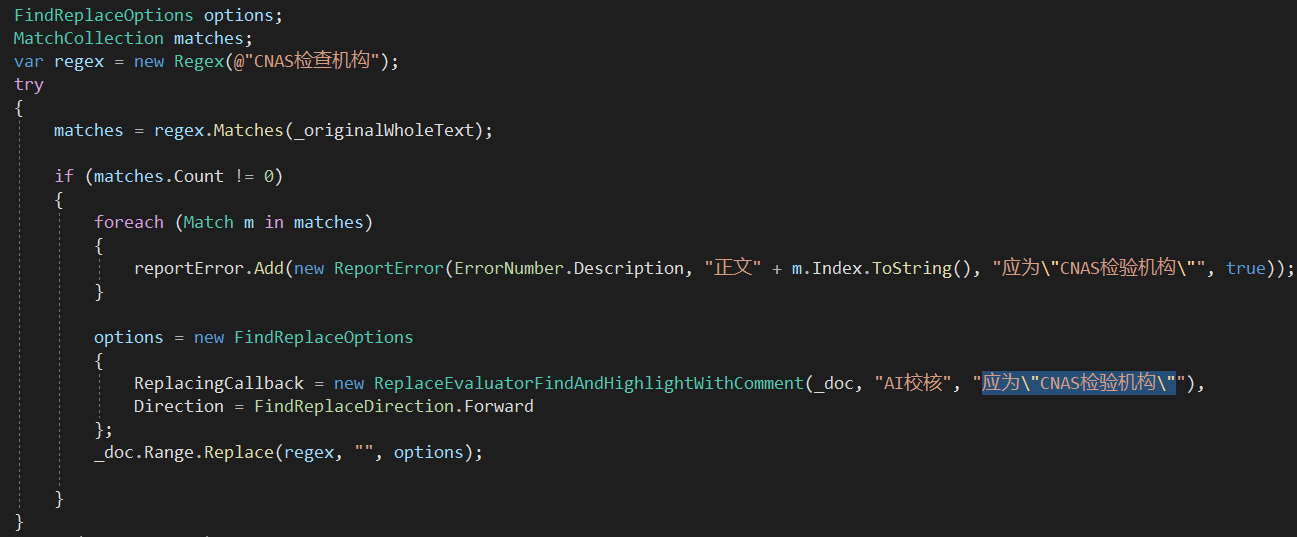 FindReplaceOptions options;
MatchCollection matches;
var regex = new Regex(@"CNAS检查机构");
try
{
matches = regex.Matches(_originalWholeText);
if (matches.Count != 0)
{
foreach (Match m in matches)
{
reportError.Add(new ReportError(ErrorNumber.Description, "正文" + m.Index.ToString(), "应为\"CNAS检验机构\"", true));
}
options = new FindReplaceOptions
{
ReplacingCallback = new ReplaceEvaluatorFindAndHighlightWithComment(_doc, "AI校核", "应为\"CNAS检验机构\""),
Direction = FindReplaceDirection.Forward
};
_doc.Range.Replace(regex, "", options);
}
}